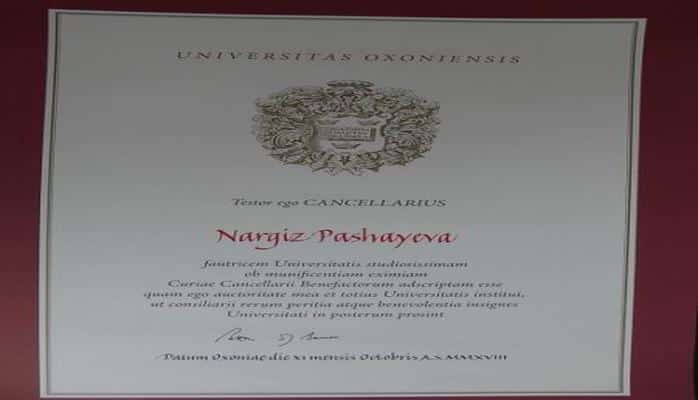 UNIVERSITAS OXONIENSIS
Testor ego CANCELLARIUS
Nargiz Pashayeva
fautricem Universitatis studiosissimam
ob munificentiam eximiam
Curiae Cancellarii Benefactorum adscriptam esse
quam ego auctoritate mea et totius Universitatis institui,
ut consiliarii rerum peritia atque benevolentia insignes
Universitati in posterum prosint
Datum Oxoniae die XI mensis Octobris A.S. MMXVIII